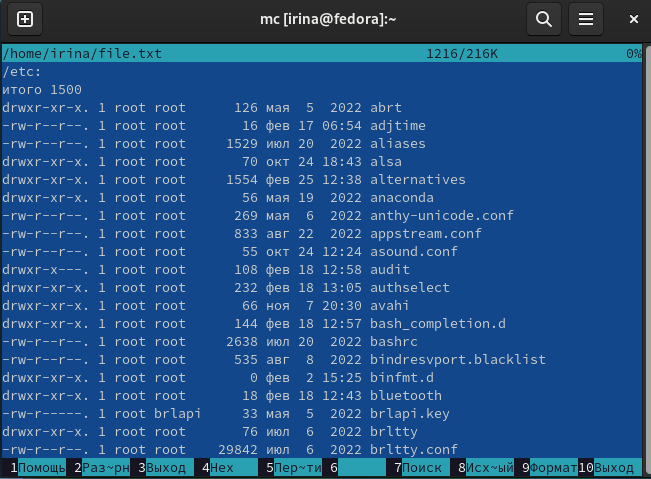 mc [irina@fedora]:~
/home/irina/file.txt 1216/216K 0%
/etc:
итого 1500
drwxr-xr-x. 1 root root 126 мая 5 2022 abrt
-rw-r--r--. 1 root root 16 фев 17 06:54 adjtime
-rw-r--r--. 1 root root 1529 июл 20 2022 aliases
drwxr-xr-x. 1 root root 70 окт 24 18:43 alsa
drwxr-xr-x. 1 root root 1554 фев 25 12:38 alternatives
drwxr-xr-x. 1 root root 56 мая 19 2022 anaconda
-rw-r--r--. 1 root root 269 мая 6 2022 anthy-unicode.conf
-rw-r--r--. 1 root root 833 авг 22 2022 appstream.conf
-rw-r--r--. 1 root root 55 окт 24 12:24 asound.conf
drwxr-x---. 1 root root 108 фев 18 12:58 audit
drwxr-xr-x. 1 root root 232 фев 18 13:05 authselect
drwxr-xr-x. 1 root root 66 ноя 7 20:30 avahi
drwxr-xr-x. 1 root root 144 фев 18 12:57 bash_completion.d
-rw-r--r--. 1 root root 2638 июл 20 2022 bashrc
-rw-r--r--. 1 root root 535 авг 8 2022 bindresvport.blacklist
drwxr-xr-x. 1 root root 0 фев 2 15:25 binfmt.d
drwxr-xr-x. 1 root root 18 фев 18 12:43 bluetooth
-rw-r-----. 1 root brlapi 33 мая 5 2022 brlapi.key
drwxr-xr-x. 1 root root 76 июл 6 2022 brltty
-rw-r--r--. 1 root root 29842 июл 6 2022 brltty.conf
1Помощь 2Раз~рн 3Выход 4Hex 5Пер~ти 6 7Поиск 8Исх~ый 9Формат 10Выход